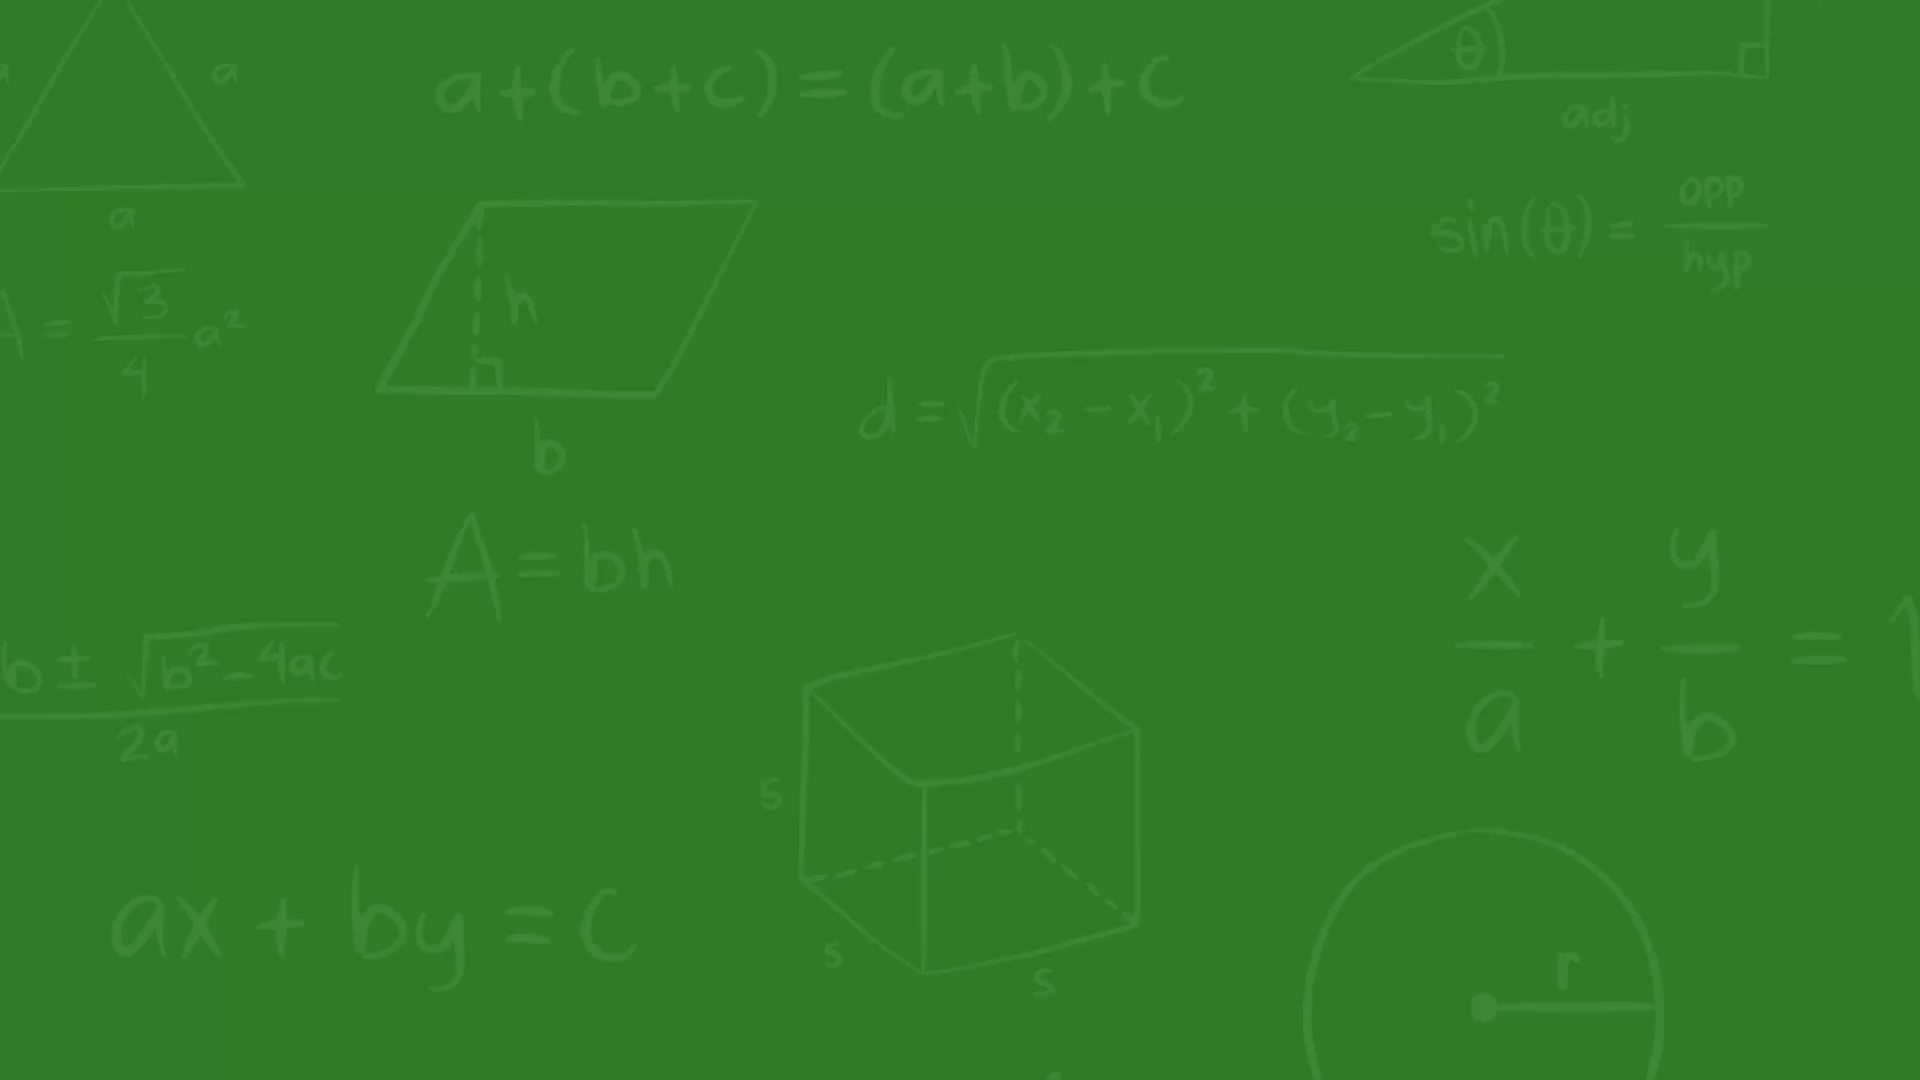 a
a
a
A = √3/4 a²
a+(b+c)=(a+b)+c
θ
adj
sin(θ) = opp/hyp
h
b
A = bh
d = √(x₂ - x₁)² + (y₂ - y₁)²
x/a + y/b = 1
b ± √b² - 4ac
2a
s
s
s
ax + by = c
r